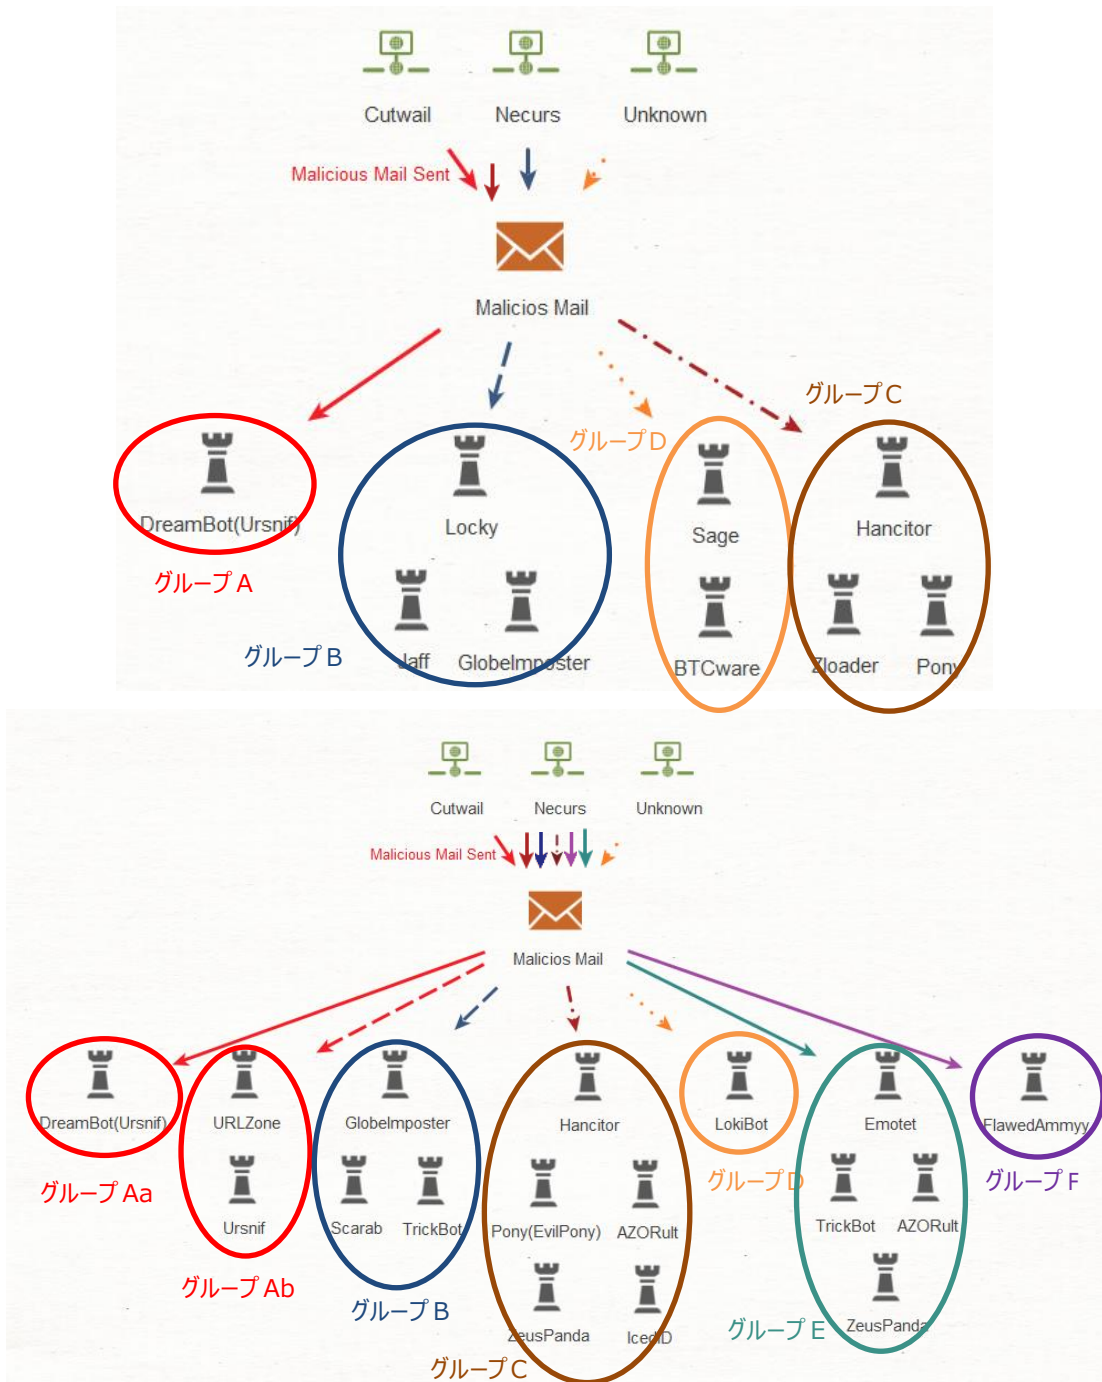 Cutwail Necurs Unknown
Malicious Mail Sent
Malicios Mail
グループC
グループD
DreamBot(Ursnif)
Locky
Sage
Hancitor
グループA
グループB
Jaff GlobeImposter
BTCware
Zloader Pony
Cutwail Necurs Unknown
Malicious Mail Sent
Malicios Mail
DreamBot(Ursnif) URLZone GlobeImposter Hancitor LokiBot Emotet FlawedAmmyy
グループAa
グループD
グループF
Ursnif Scarab TrickBot Pony(EvilPony) AZORult TrickBot AZORult
グループAb
グループB
グループE
ZeusPanda IcedID ZeusPanda
グループC